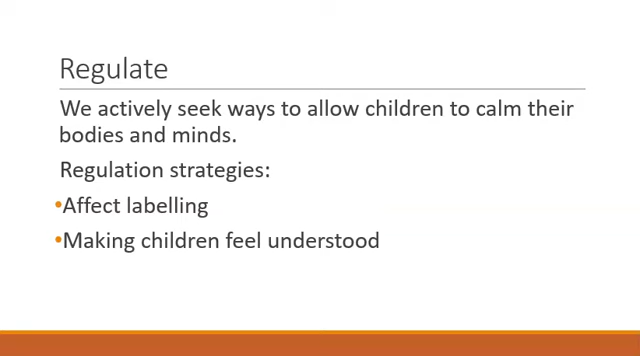 Regulate
We actively seek ways to allow children to calm their
bodies and minds.
Regulation strategies:
•Affect labelling
•Making children feel understood